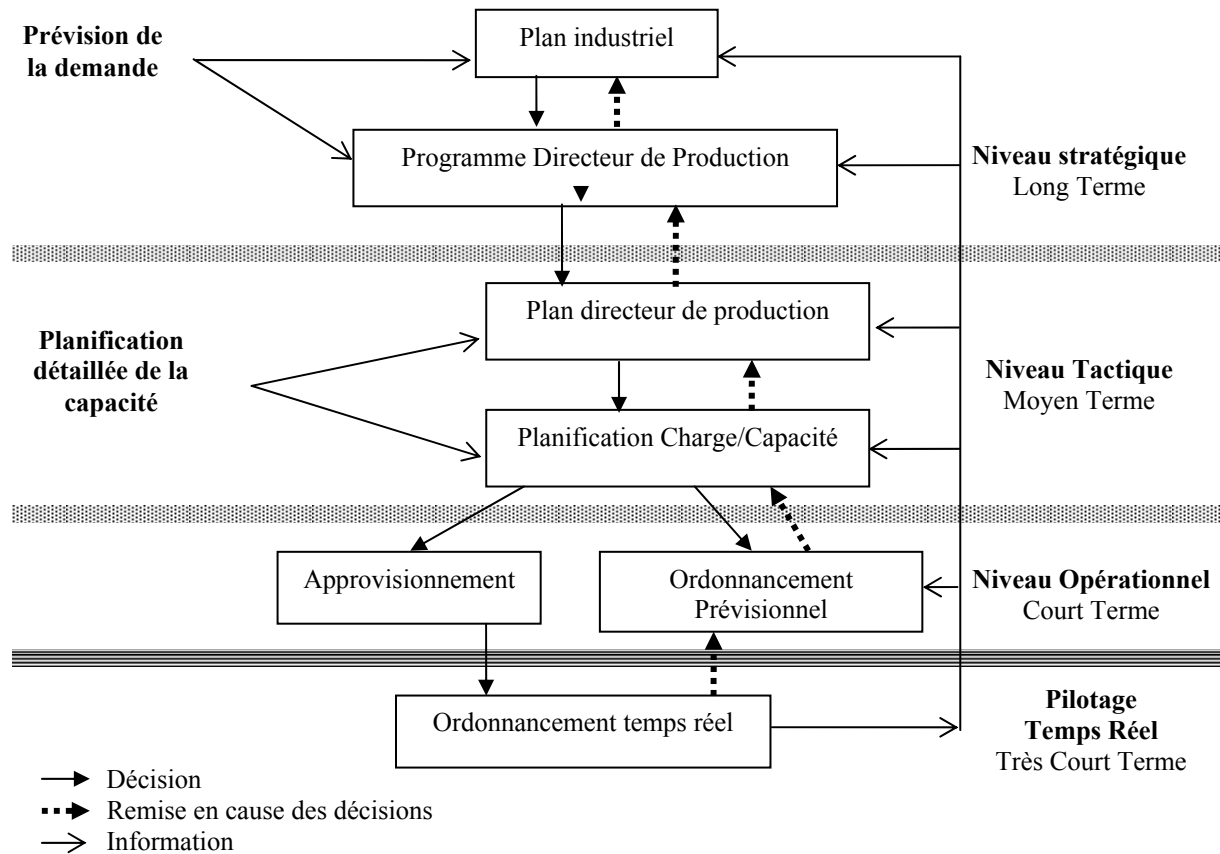 Prévision de
la demande
Plan industriel
Programme Directeur de Production
Niveau stratégique
Long Terme
Plan directeur de production
Planification
détaillée de la
capacité
Niveau Tactique
Moyen Terme
Planification Charge/Capacité
Approvisionnement
Ordonnancement
Prévisionnel
Niveau Opérationnel
Court Terme
Ordonnancement temps réel
Pilotage
Temps Réel
Très Court Terme
Décision
Remise en cause des décisions
Information